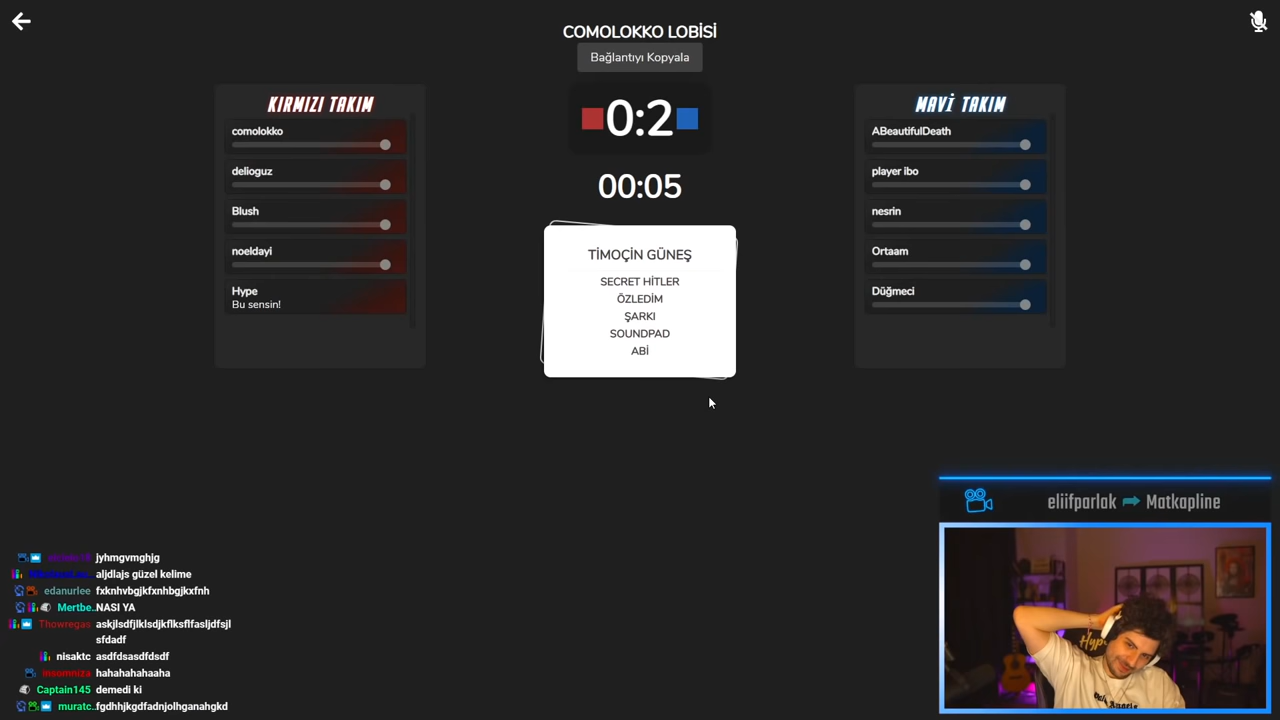 COMOLOKKO LOBİSİ
Bağlantıyı Kopyala
KIRMIZI TAKIM
comolokko
delioguz
Blush
noeldayi
Hype
Bu sensin!
0:2
00:05
TİMOÇİN GÜNEŞ
SECRET HİTLER
ÖZLEDİM
ŞARKI
SOUNDPAD
ABİ
MAVİ TAKIM
ABeautifulDeath
player ibo
nesrin
Ortaam
Düğmeci
eliifparlak ➡ Matkapline
jyhmgvmghjg
aljdlajs güzel kelime
edanurlee fxknhvbgjkfxnhbgjkxfnh
Mertbe.. NASI YA
Thowregas askjlsdfjlklsdjkflksflfasljdfsjl
sfdadf
nisaktc asdfdsasdfdsdf
insomniza hahahahahaaha
Captain145 demedi ki
muratc.. fgdhhjkgdfadnjolhganahgkd
Hype